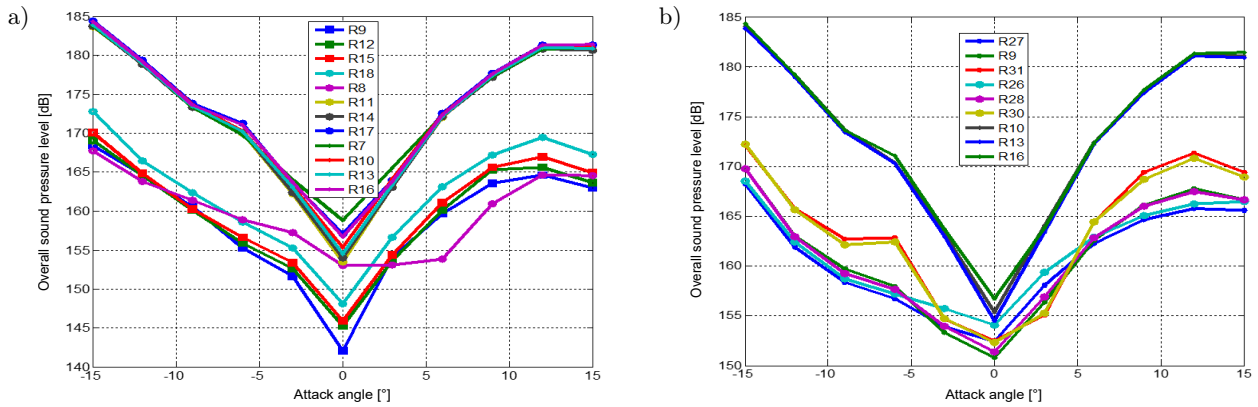 a)
185
180
175
170
165
160
155
150
145
140
-15
-10
-5
0
5
10
15
Overall sound pressure level [dB]
Attack angle [°]
R9
R12
R15
R18
R8
R11
R14
R17
R7
R10
R13
R16
b)
185
180
175
170
165
160
155
150
-15
-10
-5
0
5
10
15
Overall sound pressure level [dB]
Attack angle [°]
R27
R9
R31
R26
R28
R30
R10
R13
R16